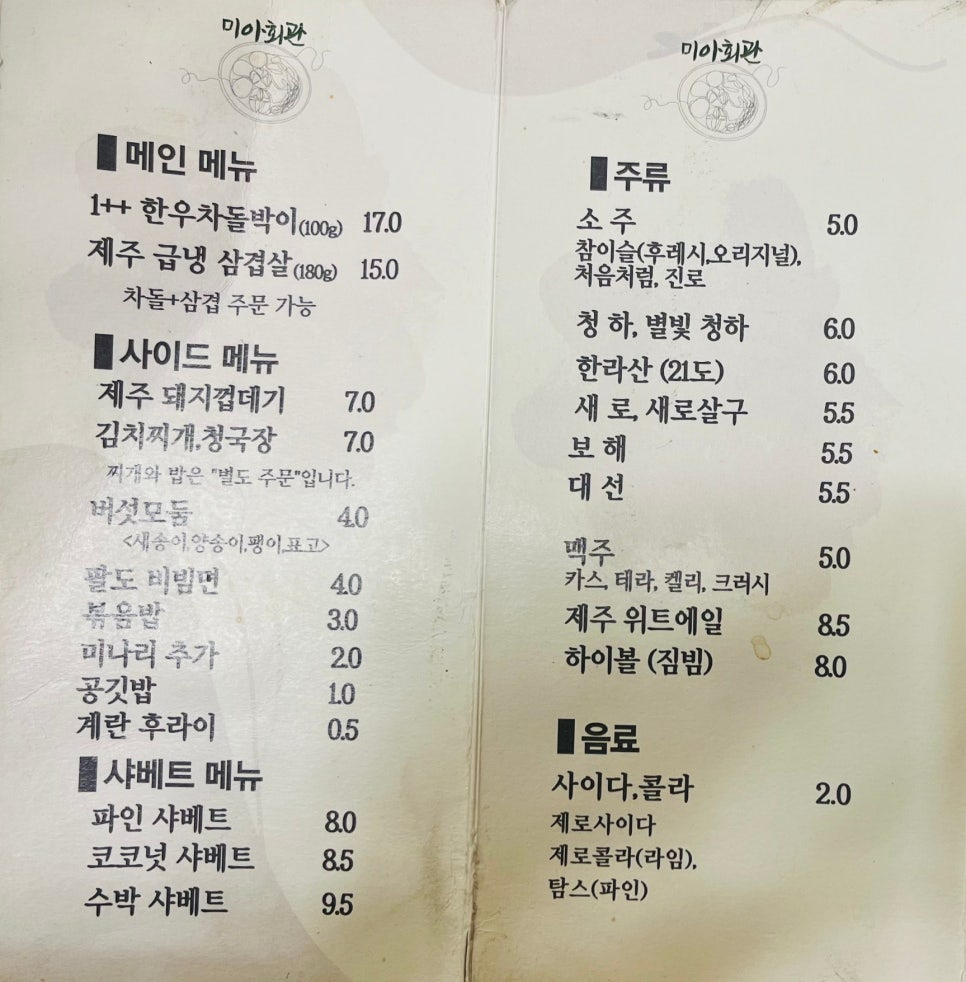 미아회관
메인 메뉴
1++ 한우차돌박이(100g) 17.0
제주 급냉 삼겹살(180g) 15.0
차돌+삼겹 주문 가능
사이드 메뉴
제주 돼지껍데기 7.0
김치찌개,청국장 7.0
찌개와 밥은 "별도 주문"입니다.
버섯모둠 4.0
<새송이,양송이,팽이,표고>
팔도 비빔면 4.0
볶음밥 3.0
미나리 추가 2.0
공깃밥 1.0
계란 후라이 0.5
샤베트 메뉴
파인 샤베트 8.0
코코넛 샤베트 8.5
수박 샤베트 9.5
미아회관
주류
소 주 5.0
참이슬(후레시,오리지널),
처음처럼, 진로
청 하, 별빛 청하 6.0
한라산 (21도) 6.0
새 로, 새로살구 5.5
보 해 5.5
대 선 5.5
맥주 5.0
카스, 테라, 켈리, 크러시
제주 위트에일 8.5
하이볼 (짐빔) 8.0
음료
사이다,콜라 2.0
제로사이다
제로콜라(라임),
탐스(파인)